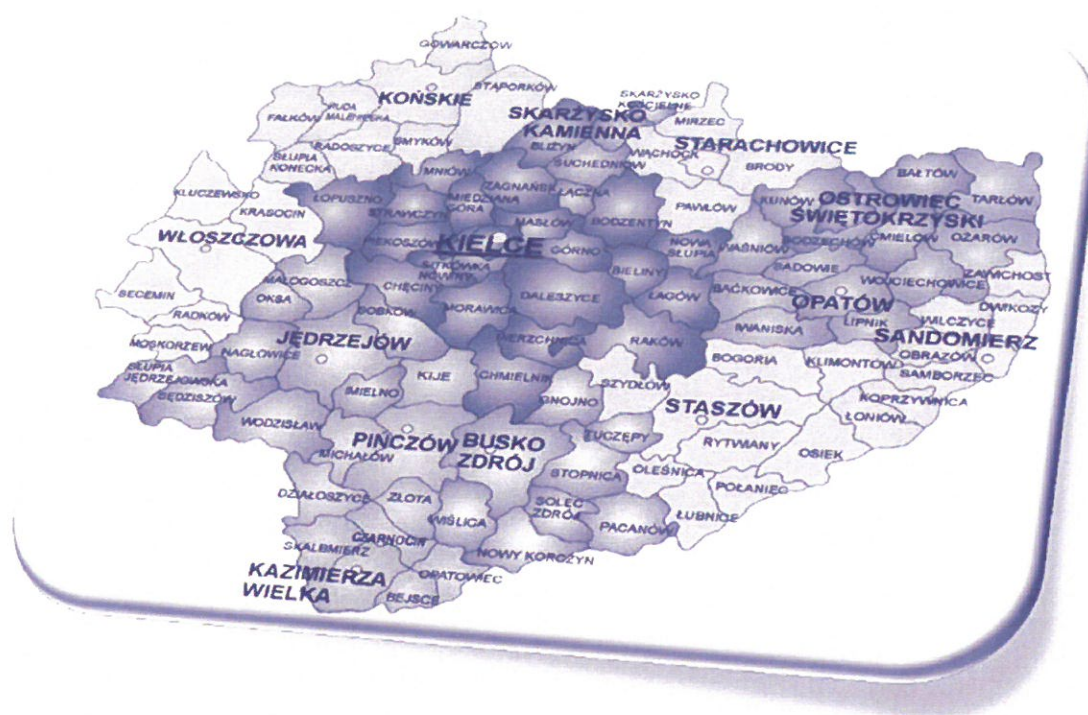 GOWARCZÓW
STĄPORKÓW
KOŃSKIE
RUDA
MALENIECKA
FAŁKÓW
SMYKÓW
RADOSZYCE
SŁUPIA
KONECKA
SKARŻYSKO
KOŚCIELNE
SKARŻYSKO
KAMIENNA
MIRZEC
BLIŻYN
SUCHEDNIÓW
WĄCHOCK
STARACHOWICE
BRODY
KLUCZEWSKO
KRASOCIN
WŁOSZCZOWA
ŁOPUSZNO
MNIÓW
STRAWCZYN
MIEDZIANA
GÓRA
ZAGNAŃSK
ŁĄCZNA
MASŁÓW
BODZENTYN
PAWŁÓW
KUNÓW
BAŁTÓW
TARŁÓW
OSTROWIEC
ŚWIĘTOKRZYSKI
ĆMIELÓW
OŻARÓW
BODZECHÓW
WAŚNIÓW
SADOWIE
WOJCIECHOWICE
ZAWICHOST
DWIKOZY
PIEKOSZÓW
KIELCE
GÓRNO
NOWA
SŁUPIA
BIELINY
SITKÓWKA
NOWINY
CHĘCINY
MORAWICA
DALESZYCE
ŁAGÓW
BAĆKOWICE
OPATÓW
LIPNIK
WILCZYCE
SANDOMIERZ
IWANISKA
OBRAZÓW
SAMBORZEC
SECEMIN
RADKÓW
MAŁOGOSZCZ
OKSA
SOBKÓW
MOSKORZEW
NAGŁOWICE
JĘDRZEJÓW
PIERZCHNICA
RAKÓW
BOGORIA
KLIMONTÓW
KOPRZYWNICA
ŁONIÓW
SŁUPIA
JĘDRZEJOWSKA
SĘDZISZÓW
WODZISŁAW
IMIELNO
KIJE
CHMIELNIK
GNOJNO
SZYDŁÓW
STASZÓW
RYTWIANY
OSIEK
PIŃCZÓW
BUSKO
ZDRÓJ
TUCZĘPY
MICHAŁÓW
STOPNICA
OLEŚNICA
POŁANIEC
ŁUBNICE
DZIAŁOSZYCE
ZŁOTA
WIŚLICA
SOLEC
ZDRÓJ
PACANÓW
SKALBMIERZ
CZARNOCIN
NOWY KORCZYN
KAZIMIERZA
WIELKA
OPATOWIEC
BEJSCE